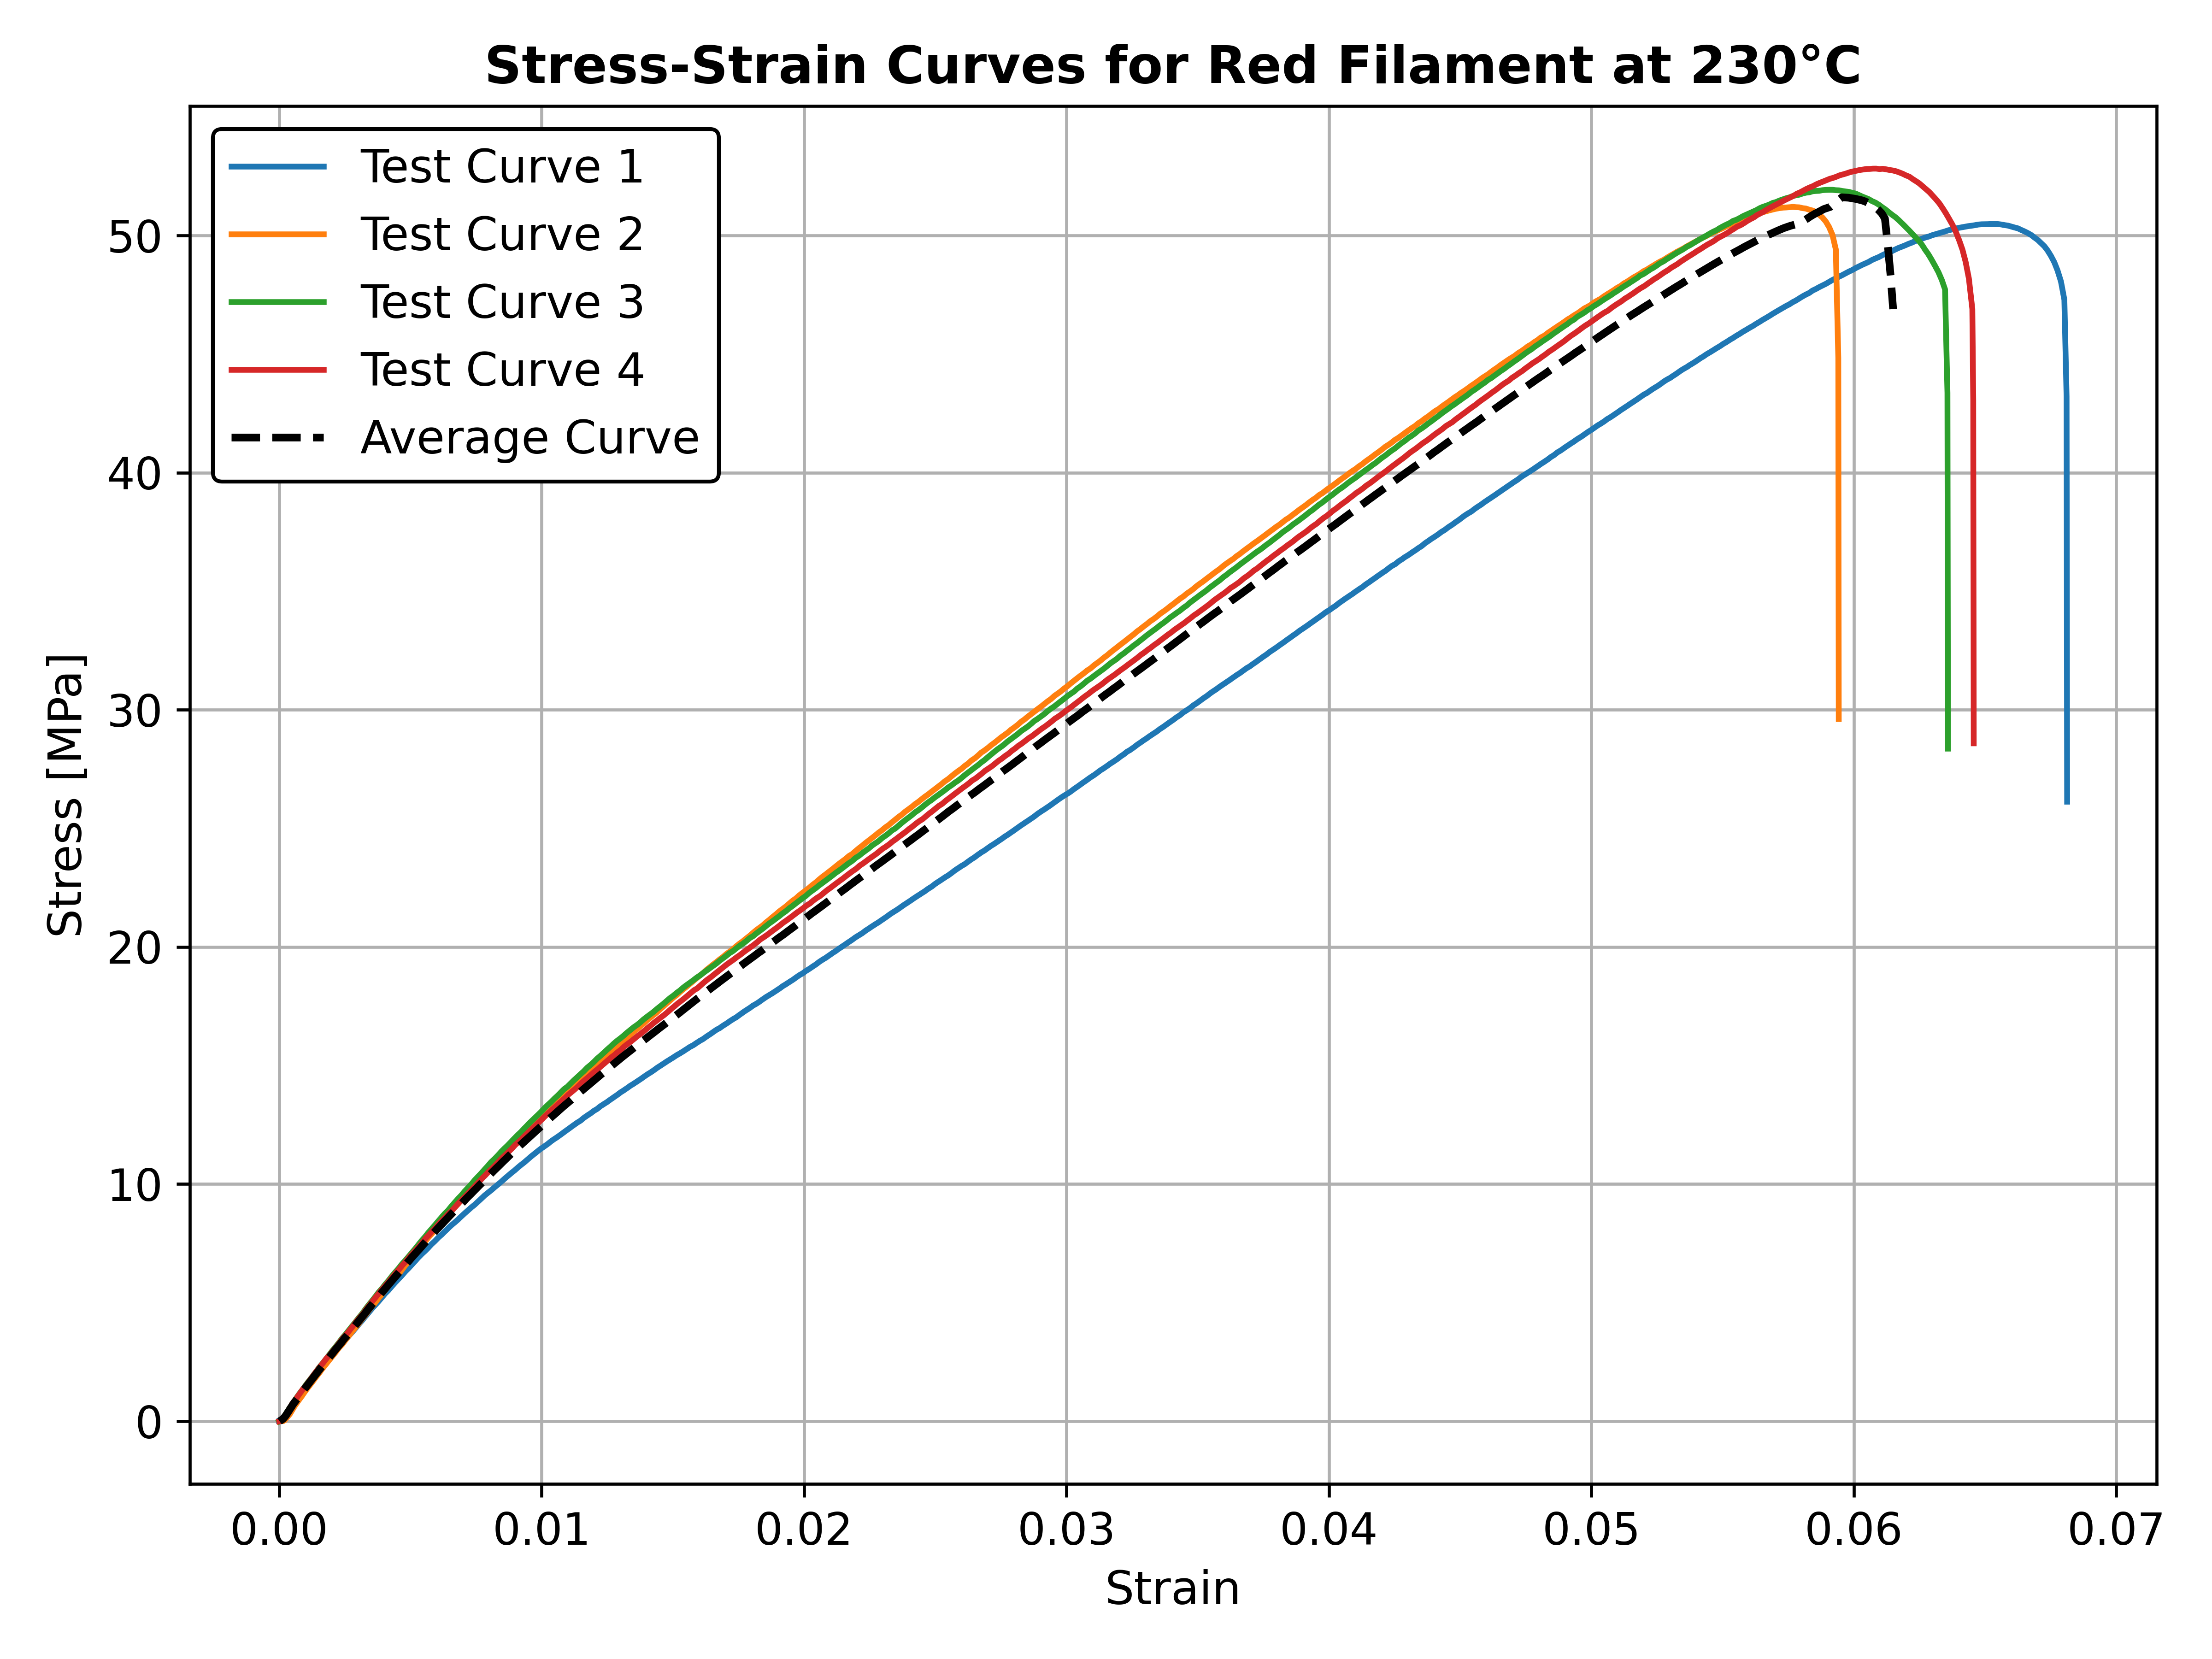 Stress-Strain Curves for Red Filament at 230°C
Test Curve 1
Test Curve 2
Test Curve 3
Test Curve 4
Average Curve
Stress [MPa]
50
40
30
20
10
0
0.00 0.01 0.02 0.03 0.04 0.05 0.06 0.07
Strain